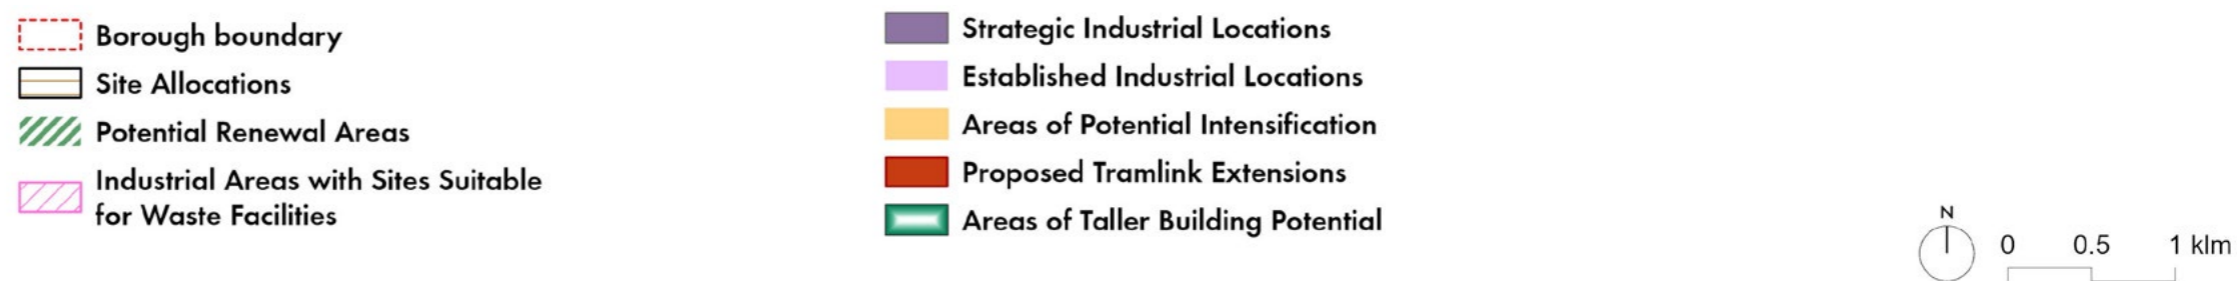 Borough boundary
Site Allocations
Potential Renewal Areas
Industrial Areas with Sites Suitable
for Waste Facilities
Strategic Industrial Locations
Established Industrial Locations
Areas of Potential Intensification
Proposed Tramlink Extensions
Areas of Taller Building Potential
N
0 0.5 1 klm